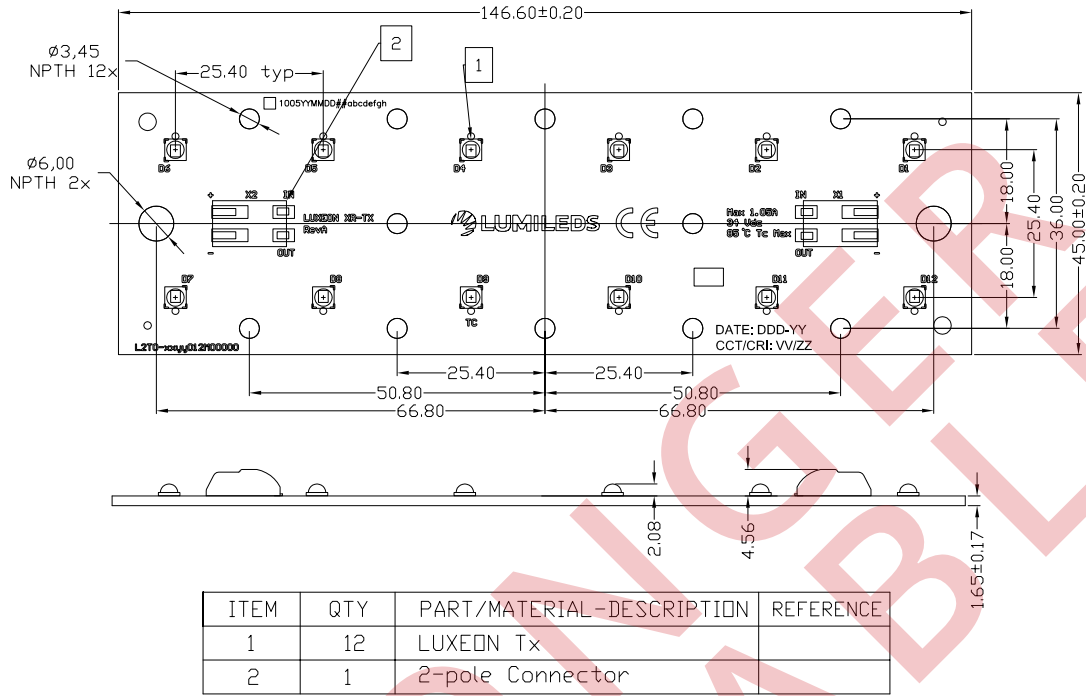 146.60±0.20
2
1
ø3,45
NPTH 12x
25.40 typ
1005YYMMDD##abcdefgh
ø6,00
NPTH 2x
D6
D5
D4
D3
D2
D1
+
X2
IN
LUXEON XR-TX
RevA
-
OUT
LUMILEDS
CE
Max 1.05A
34 Vdc
85°C Tc Max
IN
X1
+
OUT
-
18.00
18.00
25.40
36.00
45.00±0.20
D7
D8
D9
D10
D11
D12
TC
L2T0-xxyy012M00000
DATE: DDD-YY
CCT/CRI: VV/ZZ
25.40
25.40
50.80
50.80
66.80
66.80
2.08
4.56
1.65±0.17
ITEM QTY PART/MATERIAL-DESCRIPTION REFERENCE
1 12 LUXEON Tx
2 1 2-pole Connector